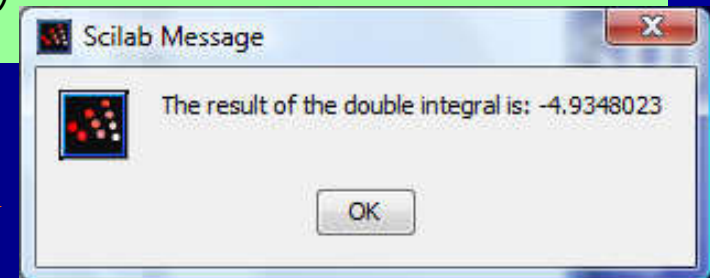 )
Scilab Message
The result of the double integral is: -4.9348023
OK